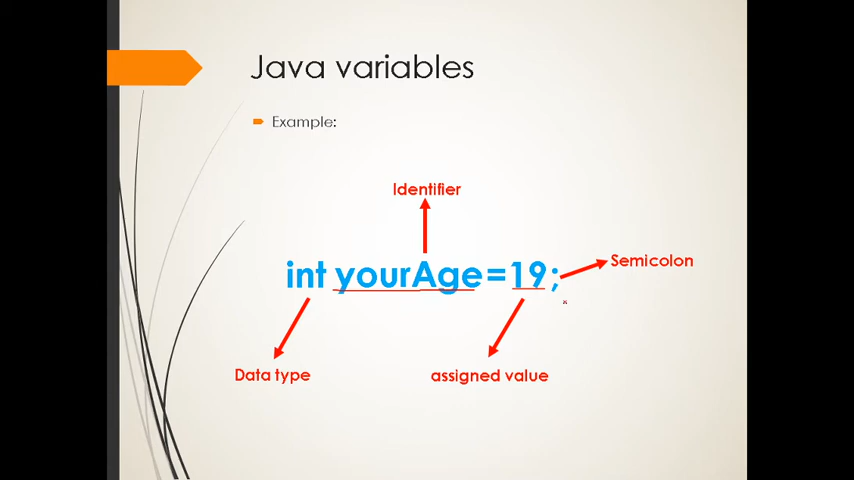 Java variables
Example:
Identifier
int yourAge=19;
Semicolon
Data type
assigned value